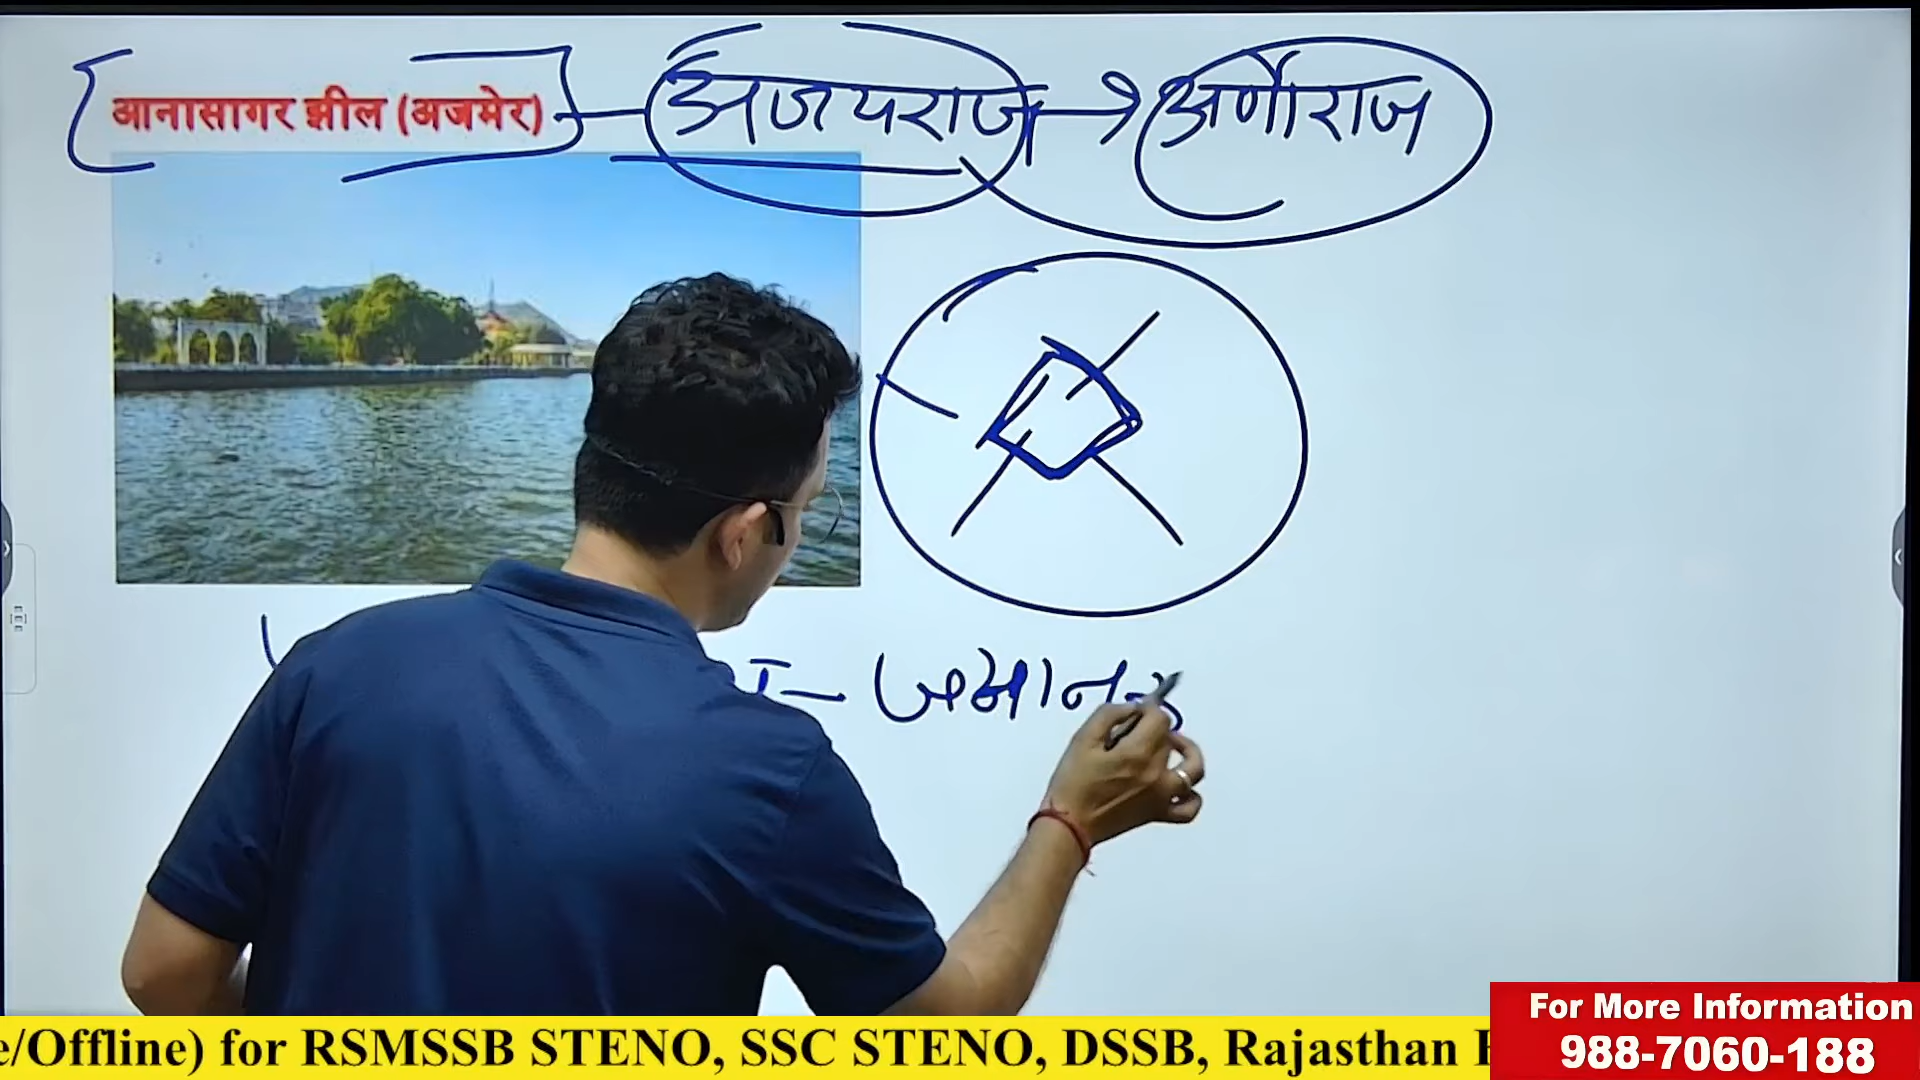 आनासागर झील (अजमेर) - अजयराज → अर्णोराज
e/Offline) for RSMSSB STENO, SSC STENO, DSSB, Rajasthan
For More Information
988-7060-188